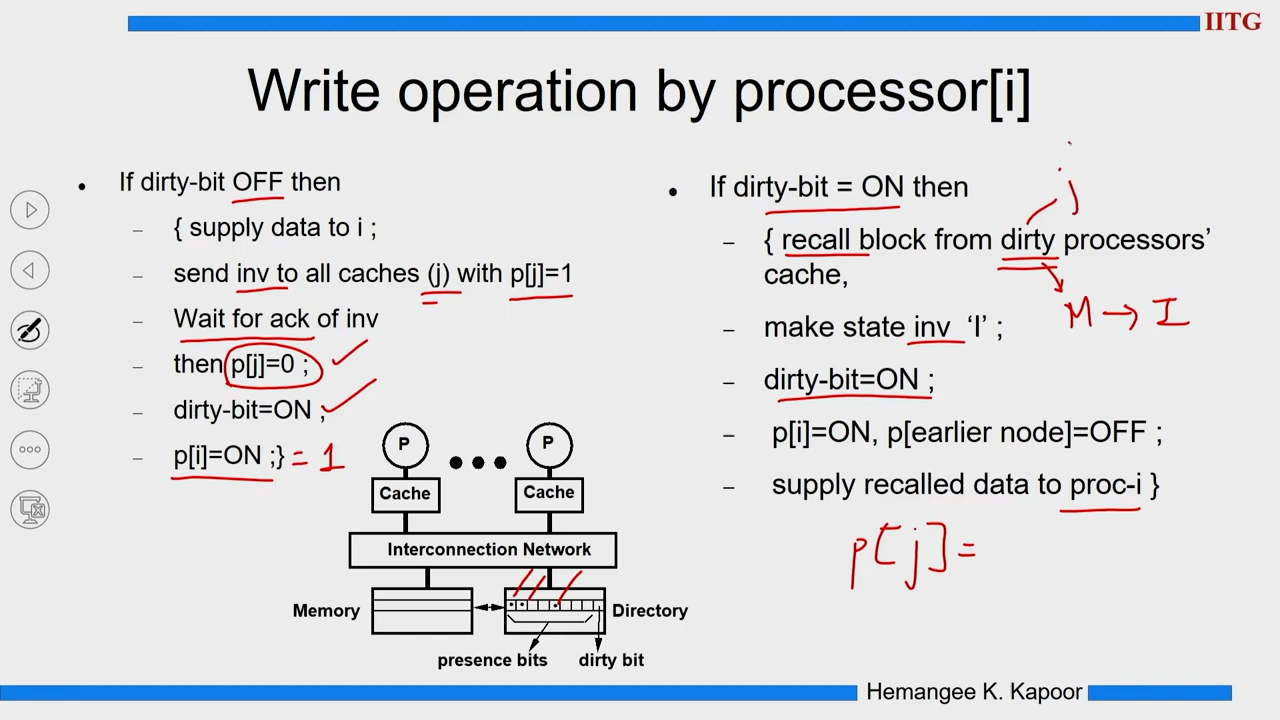 IITG
Write operation by processor[i]
• If dirty-bit OFF then
– { supply data to i ;
– send inv to all caches (j) with p[j]=1
– Wait for ack of inv
– then p[j]=0 ;
– dirty-bit=ON ;
– p[i]=ON ;} = 1
• If dirty-bit = ON then
j
– { recall block from dirty processors'
cache,
M → I
– make state inv 'I' ;
– dirty-bit=ON ;
– p[i]=ON, p[earlier node]=OFF ;
– supply recalled data to proc-i }
p[j]=
P P
Cache Cache
Interconnection Network
Memory Directory
presence bits dirty bit
Hemangee K. Kapoor